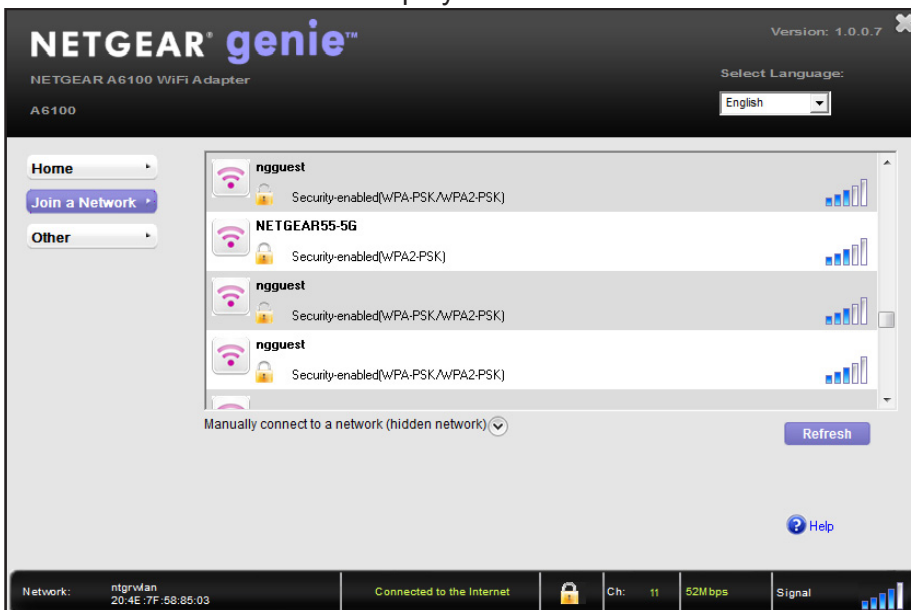 NETGEAR® genie™
Version: 1.0.0.7
NETGEAR A6100 WiFi Adapter
Select Language:
A6100
English
Home
Join a Network
Other
ngguest
Security-enabled(WPA-PSK/WPA2-PSK)
NETGEAR55-5G
Security-enabled(WPA2-PSK)
ngguest
Security-enabled(WPA-PSK/WPA2-PSK)
ngguest
Security-enabled(WPA-PSK/WPA2-PSK)
Manually connect to a network (hidden network)
Refresh
? Help
Network: ntgrwlan
20:4E:7F:58:85:03
Connected to the Internet
Ch: 11
52Mbps
Signal